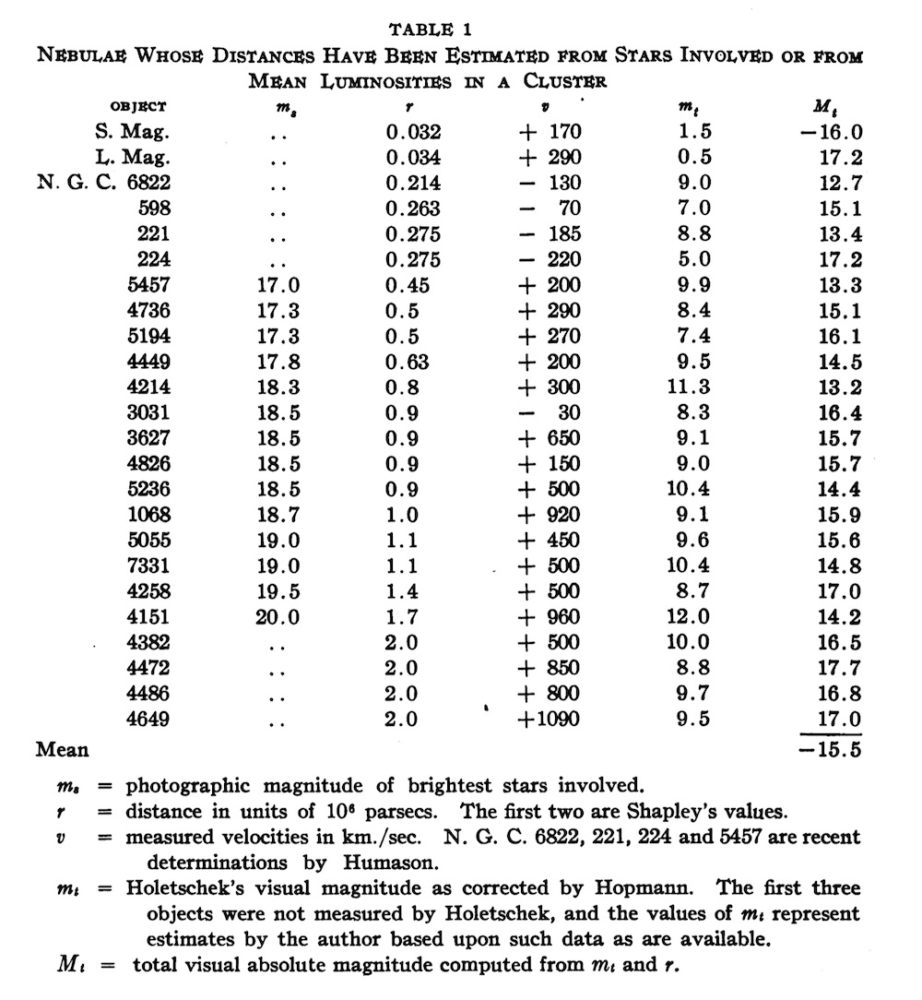 TABLE 1
NEBULAE WHOSE DISTANCES HAVE BEEN ESTIMATED FROM STARS INVOLVED OR FROM
MEAN LUMINOSITIES IN A CLUSTER
OBJECT m_s r v m_t M_t
S. Mag. .. 0.032 + 170 1.5 −16.0
L. Mag. .. 0.034 + 290 0.5 17.2
N. G. C. 6822 .. 0.214 − 130 9.0 12.7
598 .. 0.263 − 70 7.0 15.1
221 .. 0.275 − 185 8.8 13.4
224 .. 0.275 − 220 5.0 17.2
5457 17.0 0.45 + 200 9.9 13.3
4736 17.3 0.5 + 290 8.4 15.1
5194 17.3 0.5 + 270 7.4 16.1
4449 17.8 0.63 + 200 9.5 14.5
4214 18.3 0.8 + 300 11.3 13.2
3031 18.5 0.9 − 30 8.3 16.4
3627 18.5 0.9 + 650 9.1 15.7
4826 18.5 0.9 + 150 9.0 15.7
5236 18.5 0.9 + 500 10.4 14.4
1068 18.7 1.0 + 920 9.1 15.9
5055 19.0 1.1 + 450 9.6 15.6
7331 19.0 1.1 + 500 10.4 14.8
4258 19.5 1.4 + 500 8.7 17.0
4151 20.0 1.7 + 960 12.0 14.2
4382 .. 2.0 + 500 10.0 16.5
4472 .. 2.0 + 850 8.8 17.7
4486 .. 2.0 + 800 9.7 16.8
4649 .. 2.0 +1090 9.5 17.0
Mean −15.5
m_s = photographic magnitude of brightest stars involved.
r = distance in units of 10⁶ parsecs. The first two are Shapley's values.
v = measured velocities in km./sec. N. G. C. 6822, 221, 224 and 5457 are recent
determinations by Humason.
m_t = Holetschek's visual magnitude as corrected by Hopmann. The first three
objects were not measured by Holetschek, and the values of m_t represent
estimates by the author based upon such data as are available.
M_t = total visual absolute magnitude computed from m_t and r.